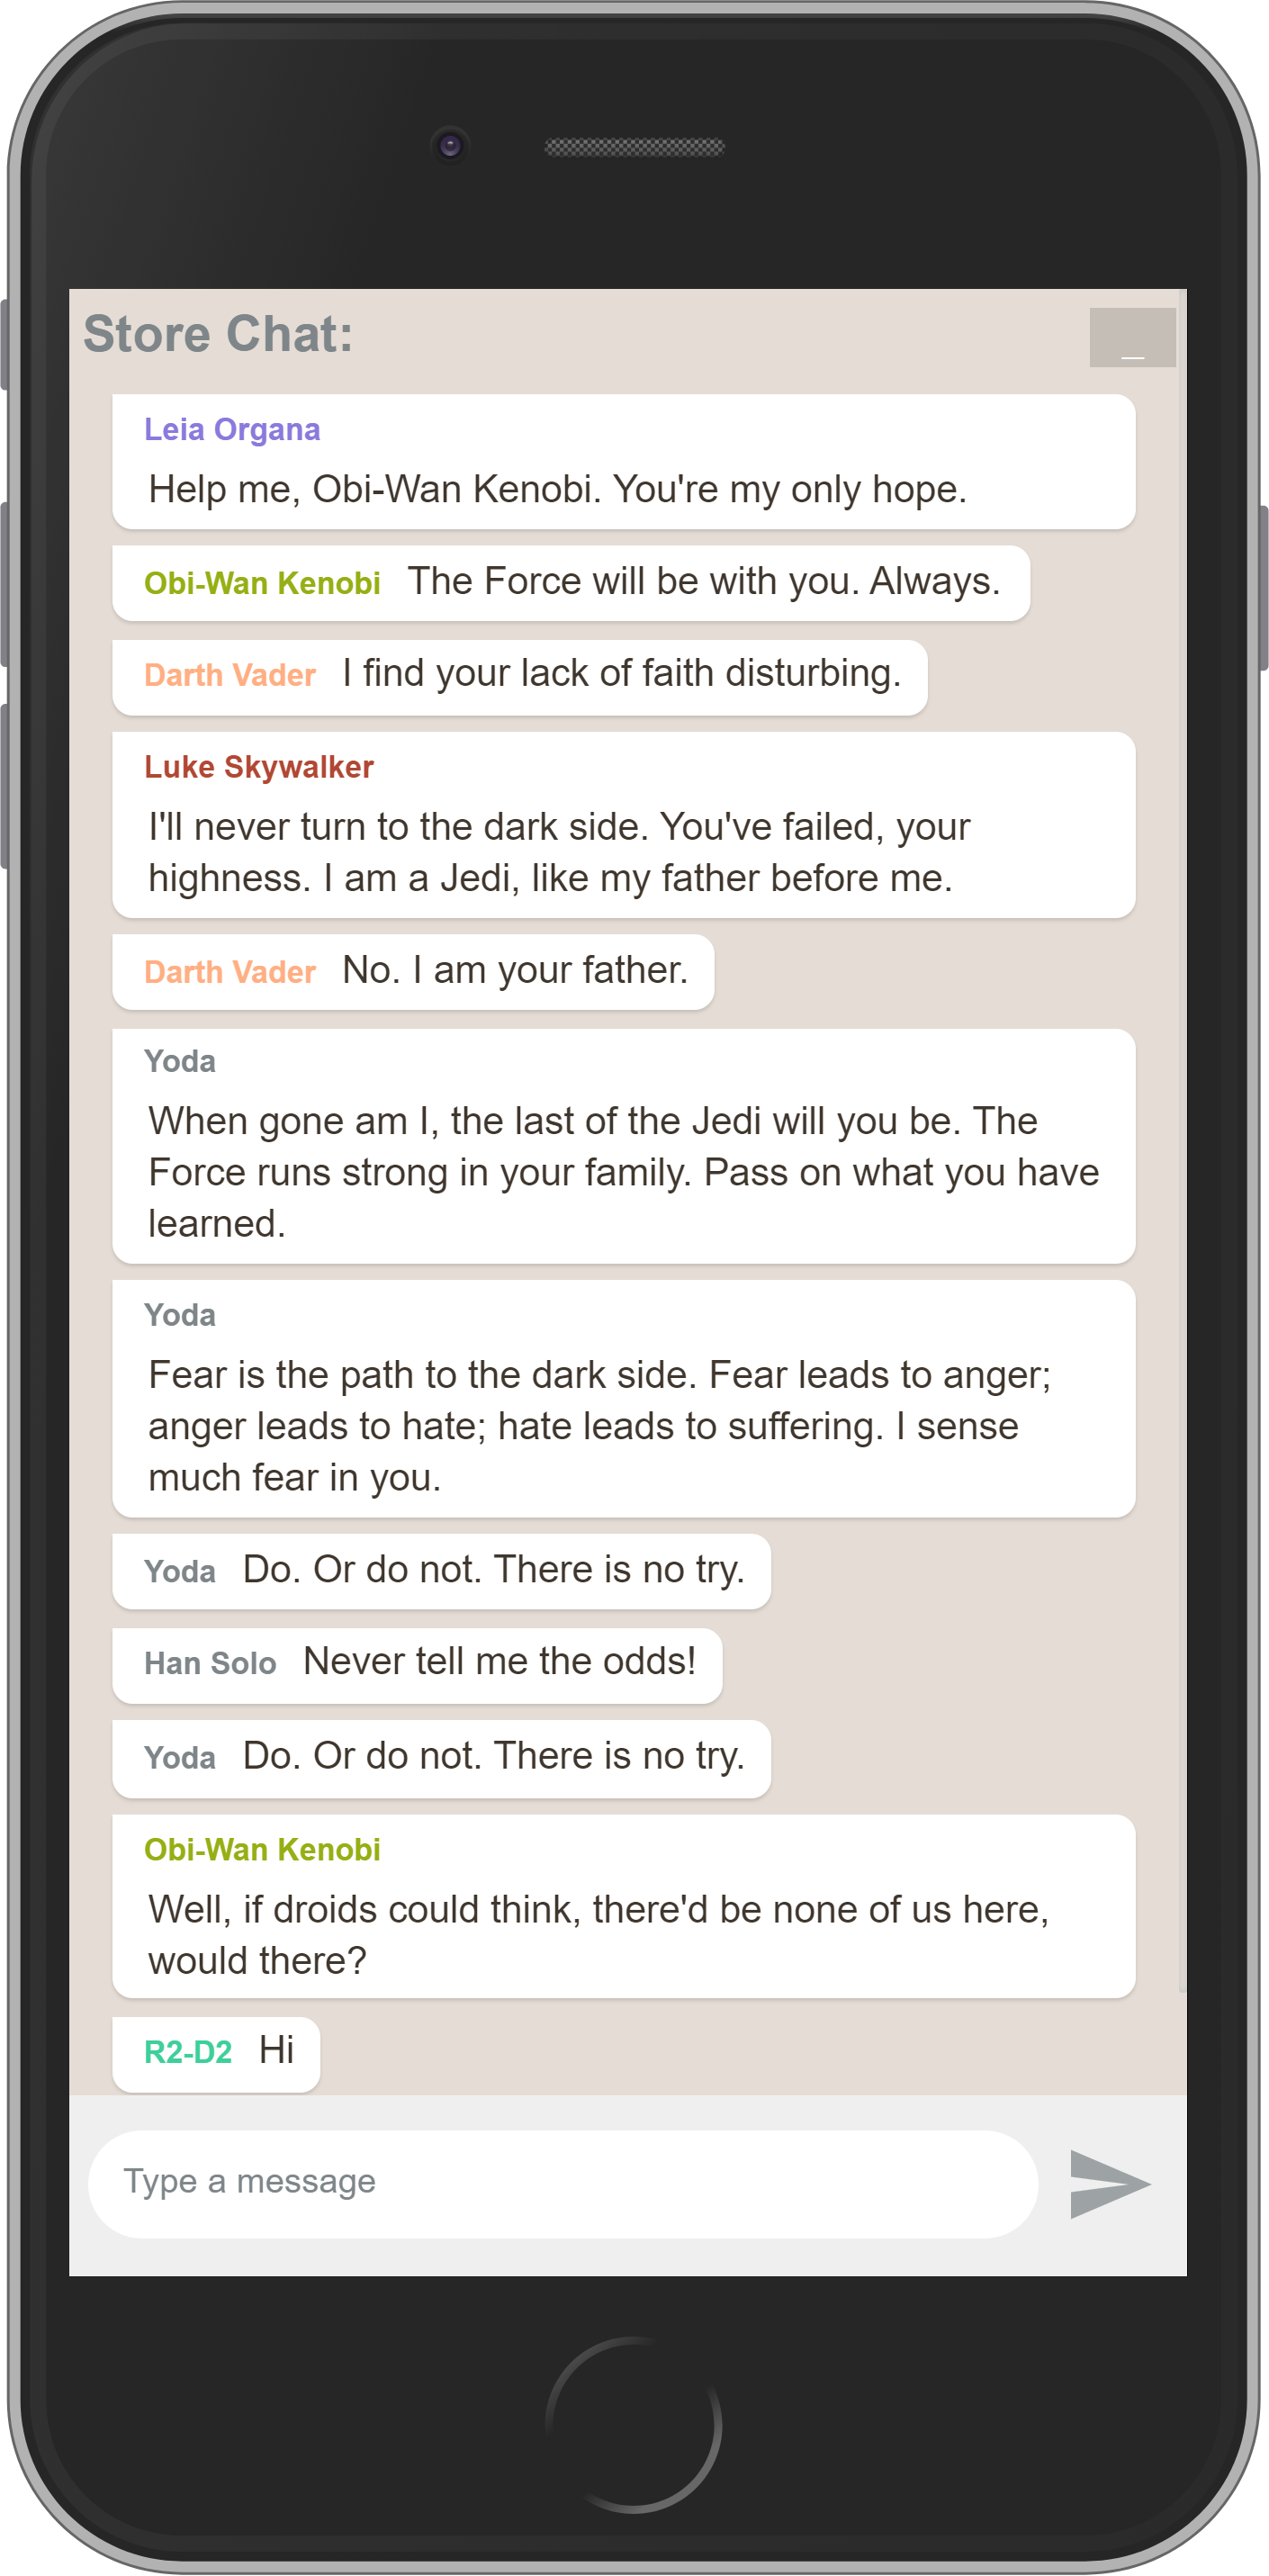 Store Chat:
_
Leia Organa
Help me, Obi-Wan Kenobi. You're my only hope.
Obi-Wan Kenobi The Force will be with you. Always.
Darth Vader I find your lack of faith disturbing.
Luke Skywalker
I'll never turn to the dark side. You've failed, your
highness. I am a Jedi, like my father before me.
Darth Vader No. I am your father.
Yoda
When gone am I, the last of the Jedi will you be. The
Force runs strong in your family. Pass on what you have
learned.
Yoda
Fear is the path to the dark side. Fear leads to anger;
anger leads to hate; hate leads to suffering. I sense
much fear in you.
Yoda Do. Or do not. There is no try.
Han Solo Never tell me the odds!
Yoda Do. Or do not. There is no try.
Obi-Wan Kenobi
Well, if droids could think, there'd be none of us here,
would there?
R2-D2 Hi
Type a message